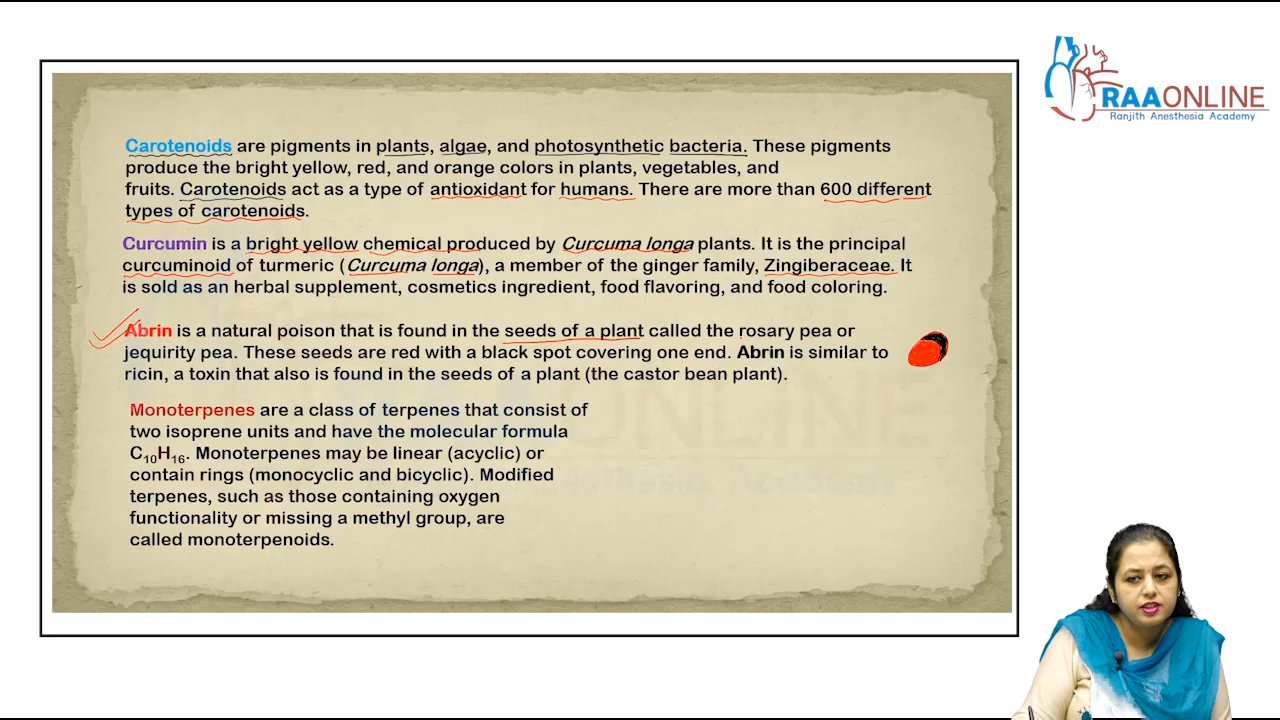 RAAONLINE
Ranjith Anesthesia Academy
Carotenoids are pigments in plants, algae, and photosynthetic bacteria. These pigments
produce the bright yellow, red, and orange colors in plants, vegetables, and
fruits. Carotenoids act as a type of antioxidant for humans. There are more than 600 different
types of carotenoids.
Curcumin is a bright yellow chemical produced by Curcuma longa plants. It is the principal
curcuminoid of turmeric (Curcuma longa), a member of the ginger family, Zingiberaceae. It
is sold as an herbal supplement, cosmetics ingredient, food flavoring, and food coloring.
Abrin is a natural poison that is found in the seeds of a plant called the rosary pea or
jequirity pea. These seeds are red with a black spot covering one end. Abrin is similar to
ricin, a toxin that also is found in the seeds of a plant (the castor bean plant).
Monoterpenes are a class of terpenes that consist of
two isoprene units and have the molecular formula
C₁₀H₁₆. Monoterpenes may be linear (acyclic) or
contain rings (monocyclic and bicyclic). Modified
terpenes, such as those containing oxygen
functionality or missing a methyl group, are
called monoterpenoids.